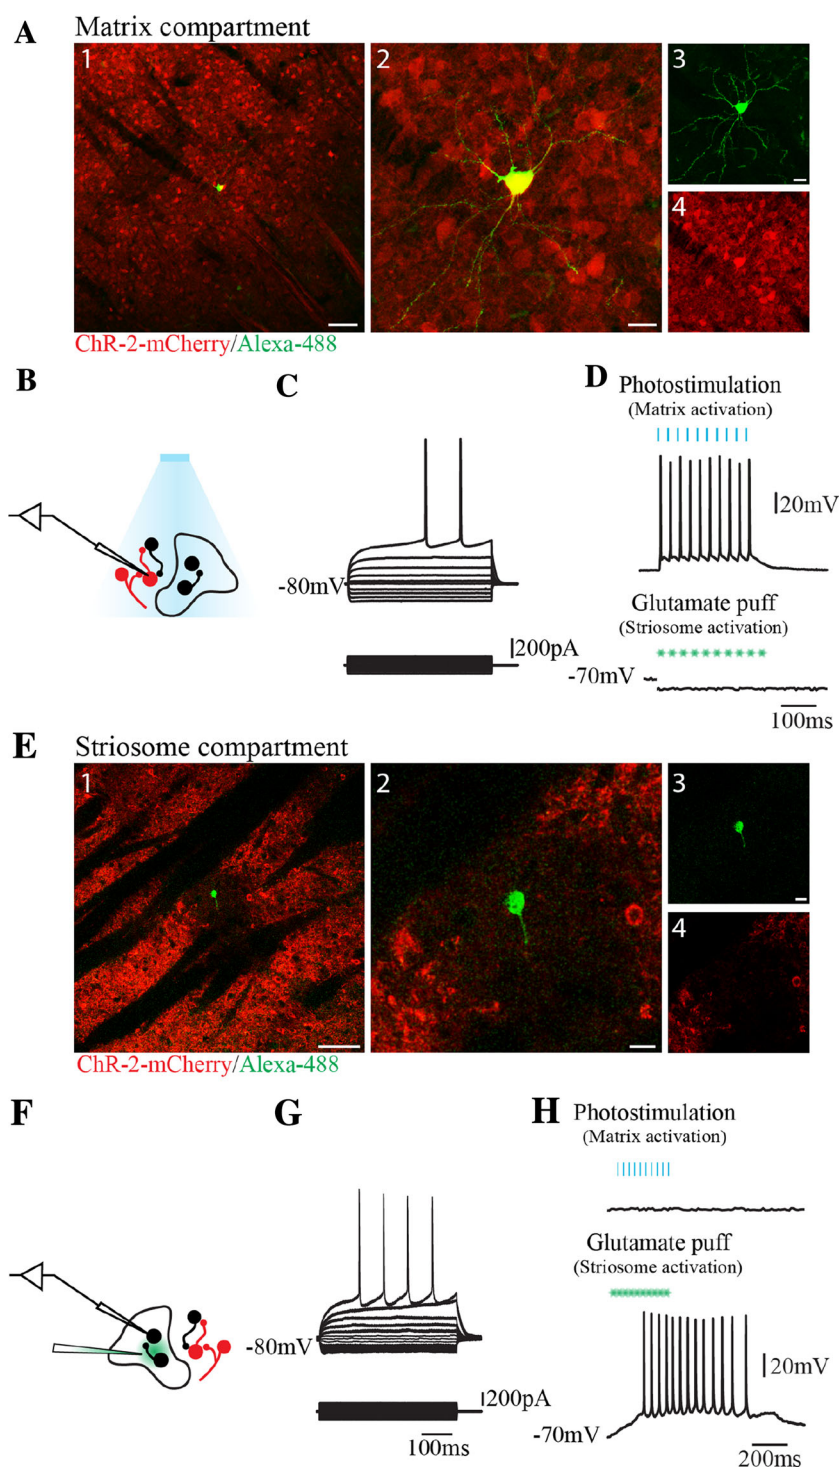 A Matrix compartment
1
2
3
4
ChR-2-mCherry/Alexa-488
B
C
-80mV
200pA
D
Photostimulation
(Matrix activation)
20mV
Glutamate puff
(Striosome activation)
-70mV
100ms
E Striosome compartment
1
2
3
4
ChR-2-mCherry/Alexa-488
F
G
-80mV
200pA
100ms
H
Photostimulation
(Matrix activation)
Glutamate puff
(Striosome activation)
20mV
-70mV
200ms